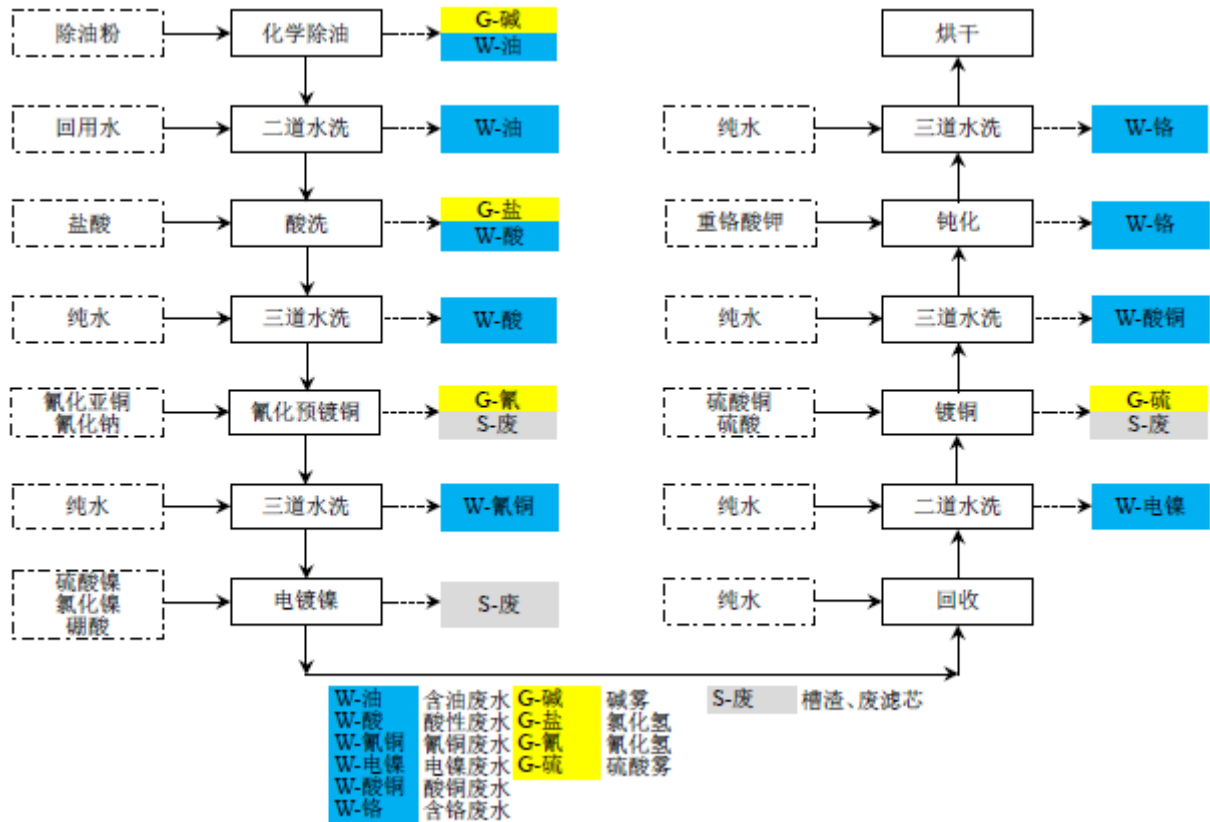 除油粉
化学除油
G-碱
W-油
回用水
二道水洗
W-油
盐酸
酸洗
G-盐
W-酸
纯水
三道水洗
W-酸
氰化亚铜
氰化钠
氰化预镀铜
G-氰
S-废
纯水
三道水洗
W-氰铜
硫酸镍
氯化镍
硼酸
电镀镍
S-废
烘干
纯水
三道水洗
W-铬
重铬酸钾
钝化
W-铬
纯水
三道水洗
W-酸铜
硫酸铜
硫酸
镀铜
G-硫
S-废
纯水
二道水洗
W-电镍
纯水
回收
W-油 含油废水 G-碱 碱雾 S-废 槽渣、废滤芯
W-酸 酸性废水 G-盐 氯化氢
W-氰铜 氰铜废水 G-氰 氰化氢
W-电镍 电镍废水 G-硫 硫酸雾
W-酸铜 酸铜废水
W-铬 含铬废水